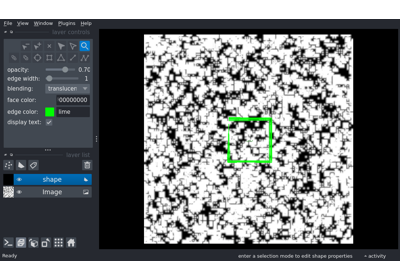 File View Window Plugins Help
layer controls
opacity: 0.70
edge width: 1
blending: translucen
face color: 00000000
edge color: lime
display text:
layer list
shape
Image
Ready
enter a selection mode to edit shape properties
activity